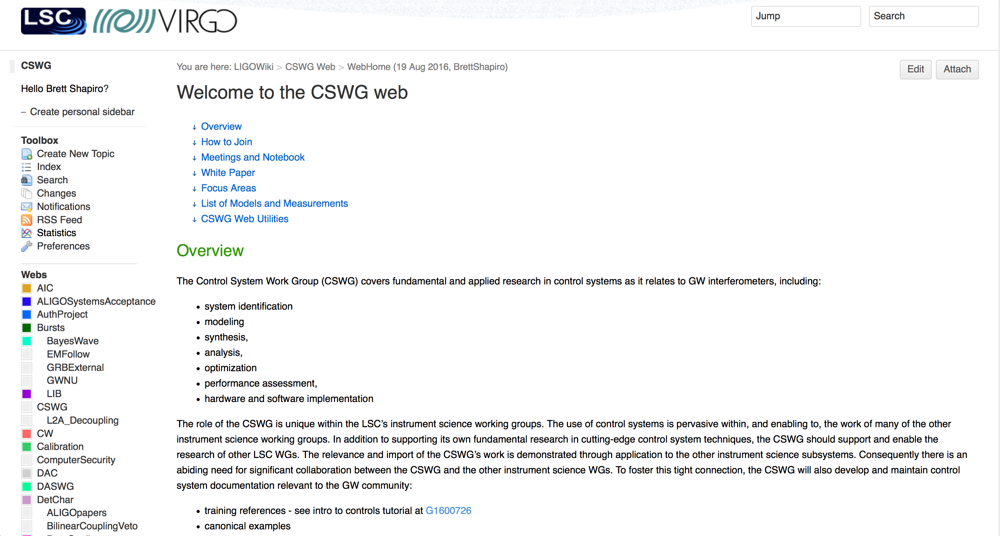 LSC VIRGO
Jump
Search
CSWG
Hello Brett Shapiro?
– Create personal sidebar
Toolbox
Create New Topic
Index
Search
Changes
Notifications
RSS Feed
Statistics
Preferences
Webs
AIC
ALIGOSystemsAcceptance
AuthProject
Bursts
BayesWave
EMFollow
GRBExternal
GWNU
LIB
CSWG
L2A_Decoupling
CW
Calibration
ComputerSecurity
DAC
DASWG
DetChar
ALIGOpapers
BilinearCouplingVeto
You are here: LIGOWiki > CSWG Web > WebHome (19 Aug 2016, BrettShapiro)
Edit
Attach
Welcome to the CSWG web
↓ Overview
↓ How to Join
↓ Meetings and Notebook
↓ White Paper
↓ Focus Areas
↓ List of Models and Measurements
↓ CSWG Web Utilities
Overview
The Control System Work Group (CSWG) covers fundamental and applied research in control systems as it relates to GW interferometers, including:
• system identification
• modeling
• synthesis,
• analysis,
• optimization
• performance assessment,
• hardware and software implementation
The role of the CSWG is unique within the LSC’s instrument science working groups. The use of control systems is pervasive within, and enabling to, the work of many of the other
instrument science working groups. In addition to supporting its own fundamental research in cutting-edge control system techniques, the CSWG should support and enable the
research of other LSC WGs. The relevance and import of the CSWG’s work is demonstrated through application to the other instrument science subsystems. Consequently there is an
abiding need for significant collaboration between the CSWG and the other instrument science WGs. To foster this tight connection, the CSWG will also develop and maintain control
system documentation relevant to the GW community:
• training references - see intro to controls tutorial at G1600726
• canonical examples